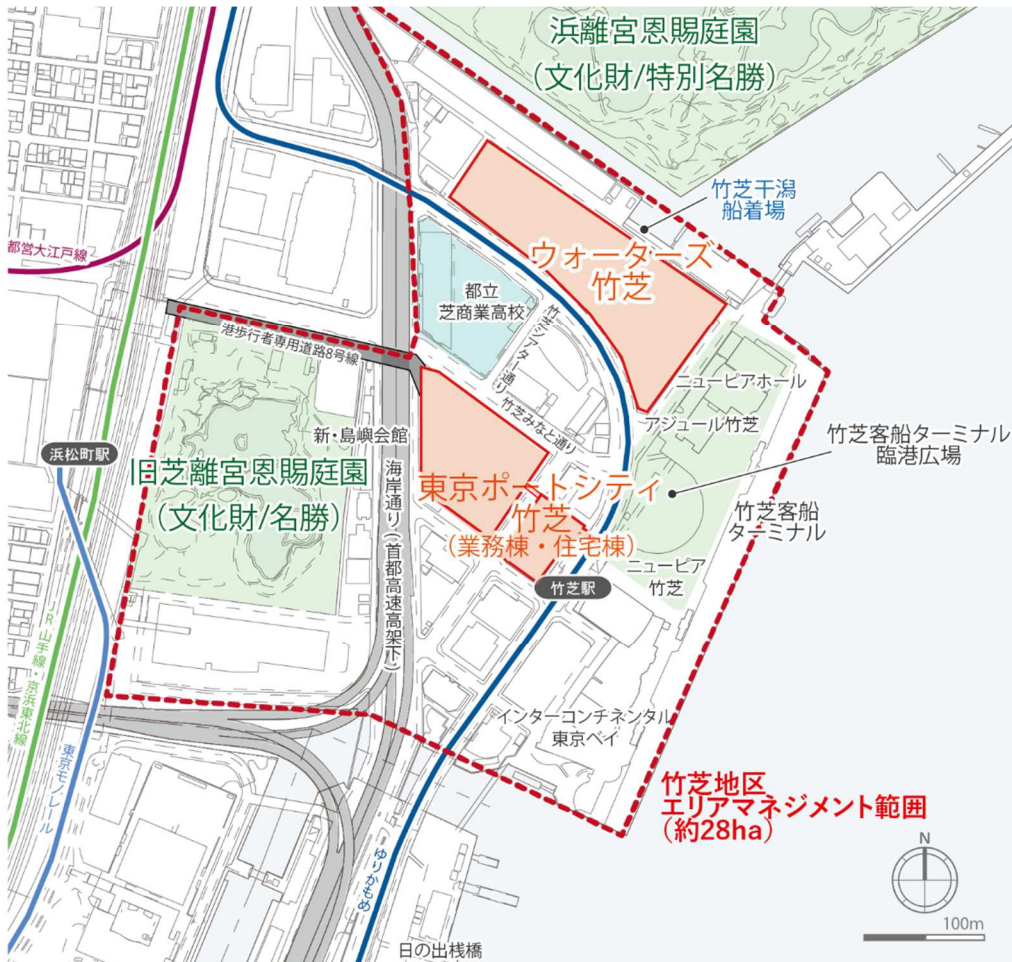 浜離宮恩賜庭園
（文化財/特別名勝）
竹芝干潟
船着場
ウォーターズ
竹芝
都営大江戸線
都立
芝商業高校
竹芝シアター通り
港歩行者専用道路8号線
ニューピアホール
竹芝みなと通り
アジュール竹芝
新・島嶼会館
竹芝客船ターミナル
臨港広場
浜松町駅
旧芝離宮恩賜庭園
（文化財/名勝）
海岸通り（首都高速高架下）
東京ポートシティ
竹芝
（業務棟・住宅棟）
竹芝客船
ターミナル
ニューピア
竹芝
竹芝駅
JR 山手線・京浜東北線
東京モノレール
インターコンチネンタル
東京ベイ
竹芝地区
エリアマネジメント範囲
（約28ha）
ゆりかもめ
N
100m
日の出桟橋